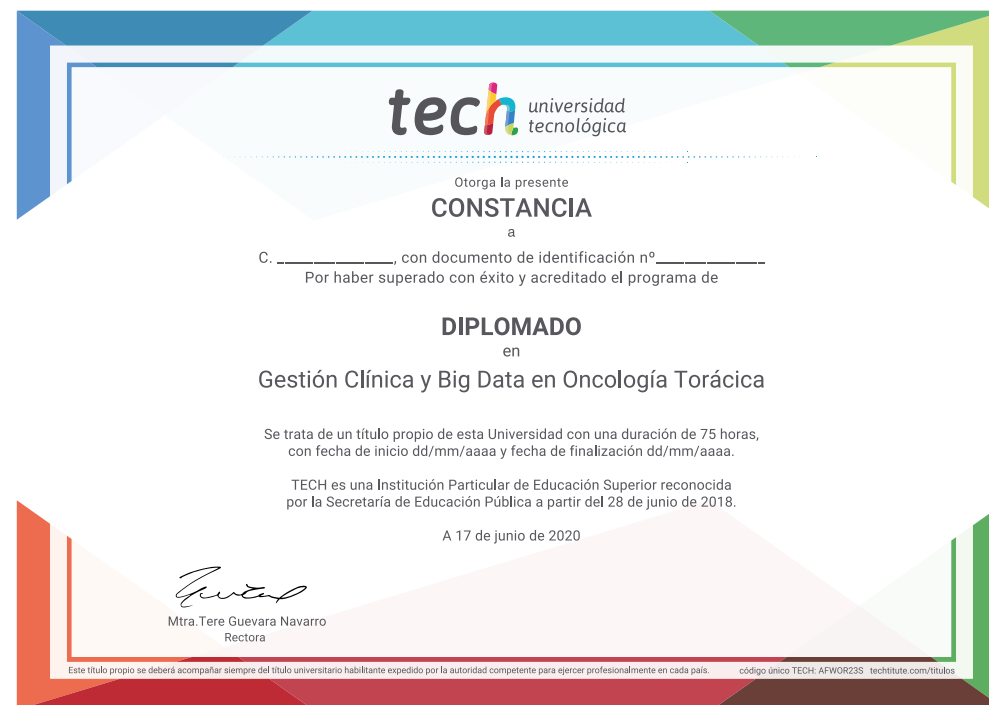 tech universidad
tecnológica
Otorga la presente
CONSTANCIA
a
C. ______________, con documento de identificación nº_____________
Por haber superado con éxito y acreditado el programa de
DIPLOMADO
en
Gestión Clínica y Big Data en Oncología Torácica
Se trata de un título propio de esta Universidad con una duración de 75 horas,
con fecha de inicio dd/mm/aaaa y fecha de finalización dd/mm/aaaa.
TECH es una Institución Particular de Educación Superior reconocida
por la Secretaría de Educación Pública a partir del 28 de junio de 2018.
A 17 de junio de 2020
Mtra.Tere Guevara Navarro
Rectora
Este título propio se deberá acompañar siempre del título universitario habilitante expedido por la autoridad competente para ejercer profesionalmente en cada país. código único TECH: AFWOR23S techtitute.com/titulos